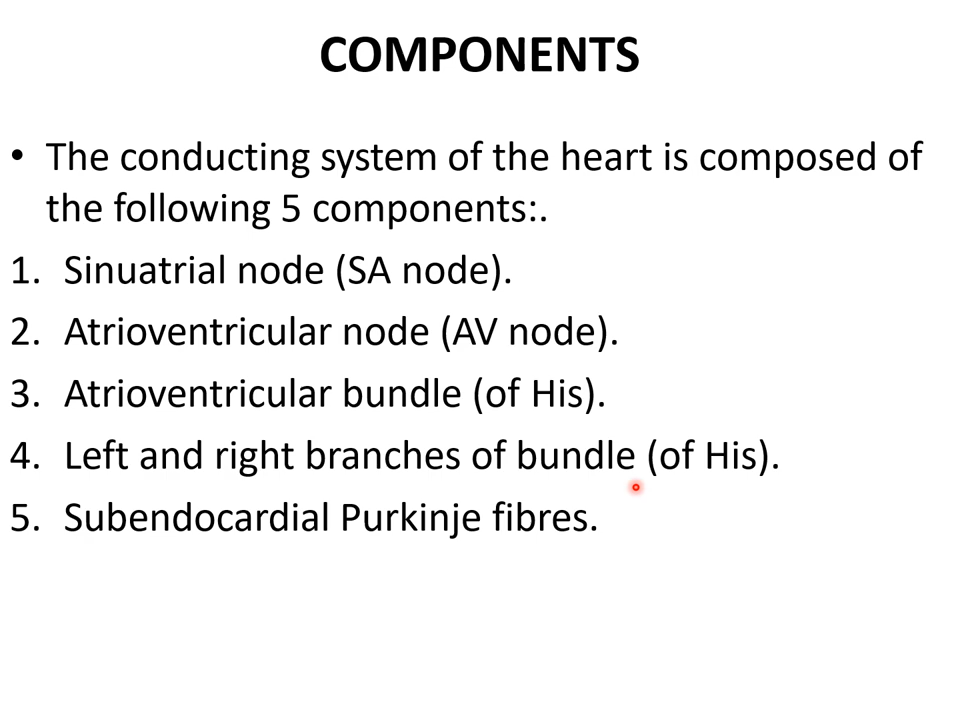 COMPONENTS
• The conducting system of the heart is composed of
the following 5 components:.
1. Sinuatrial node (SA node).
2. Atrioventricular node (AV node).
3. Atrioventricular bundle (of His).
4. Left and right branches of bundle (of His).
5. Subendocardial Purkinje fibres.